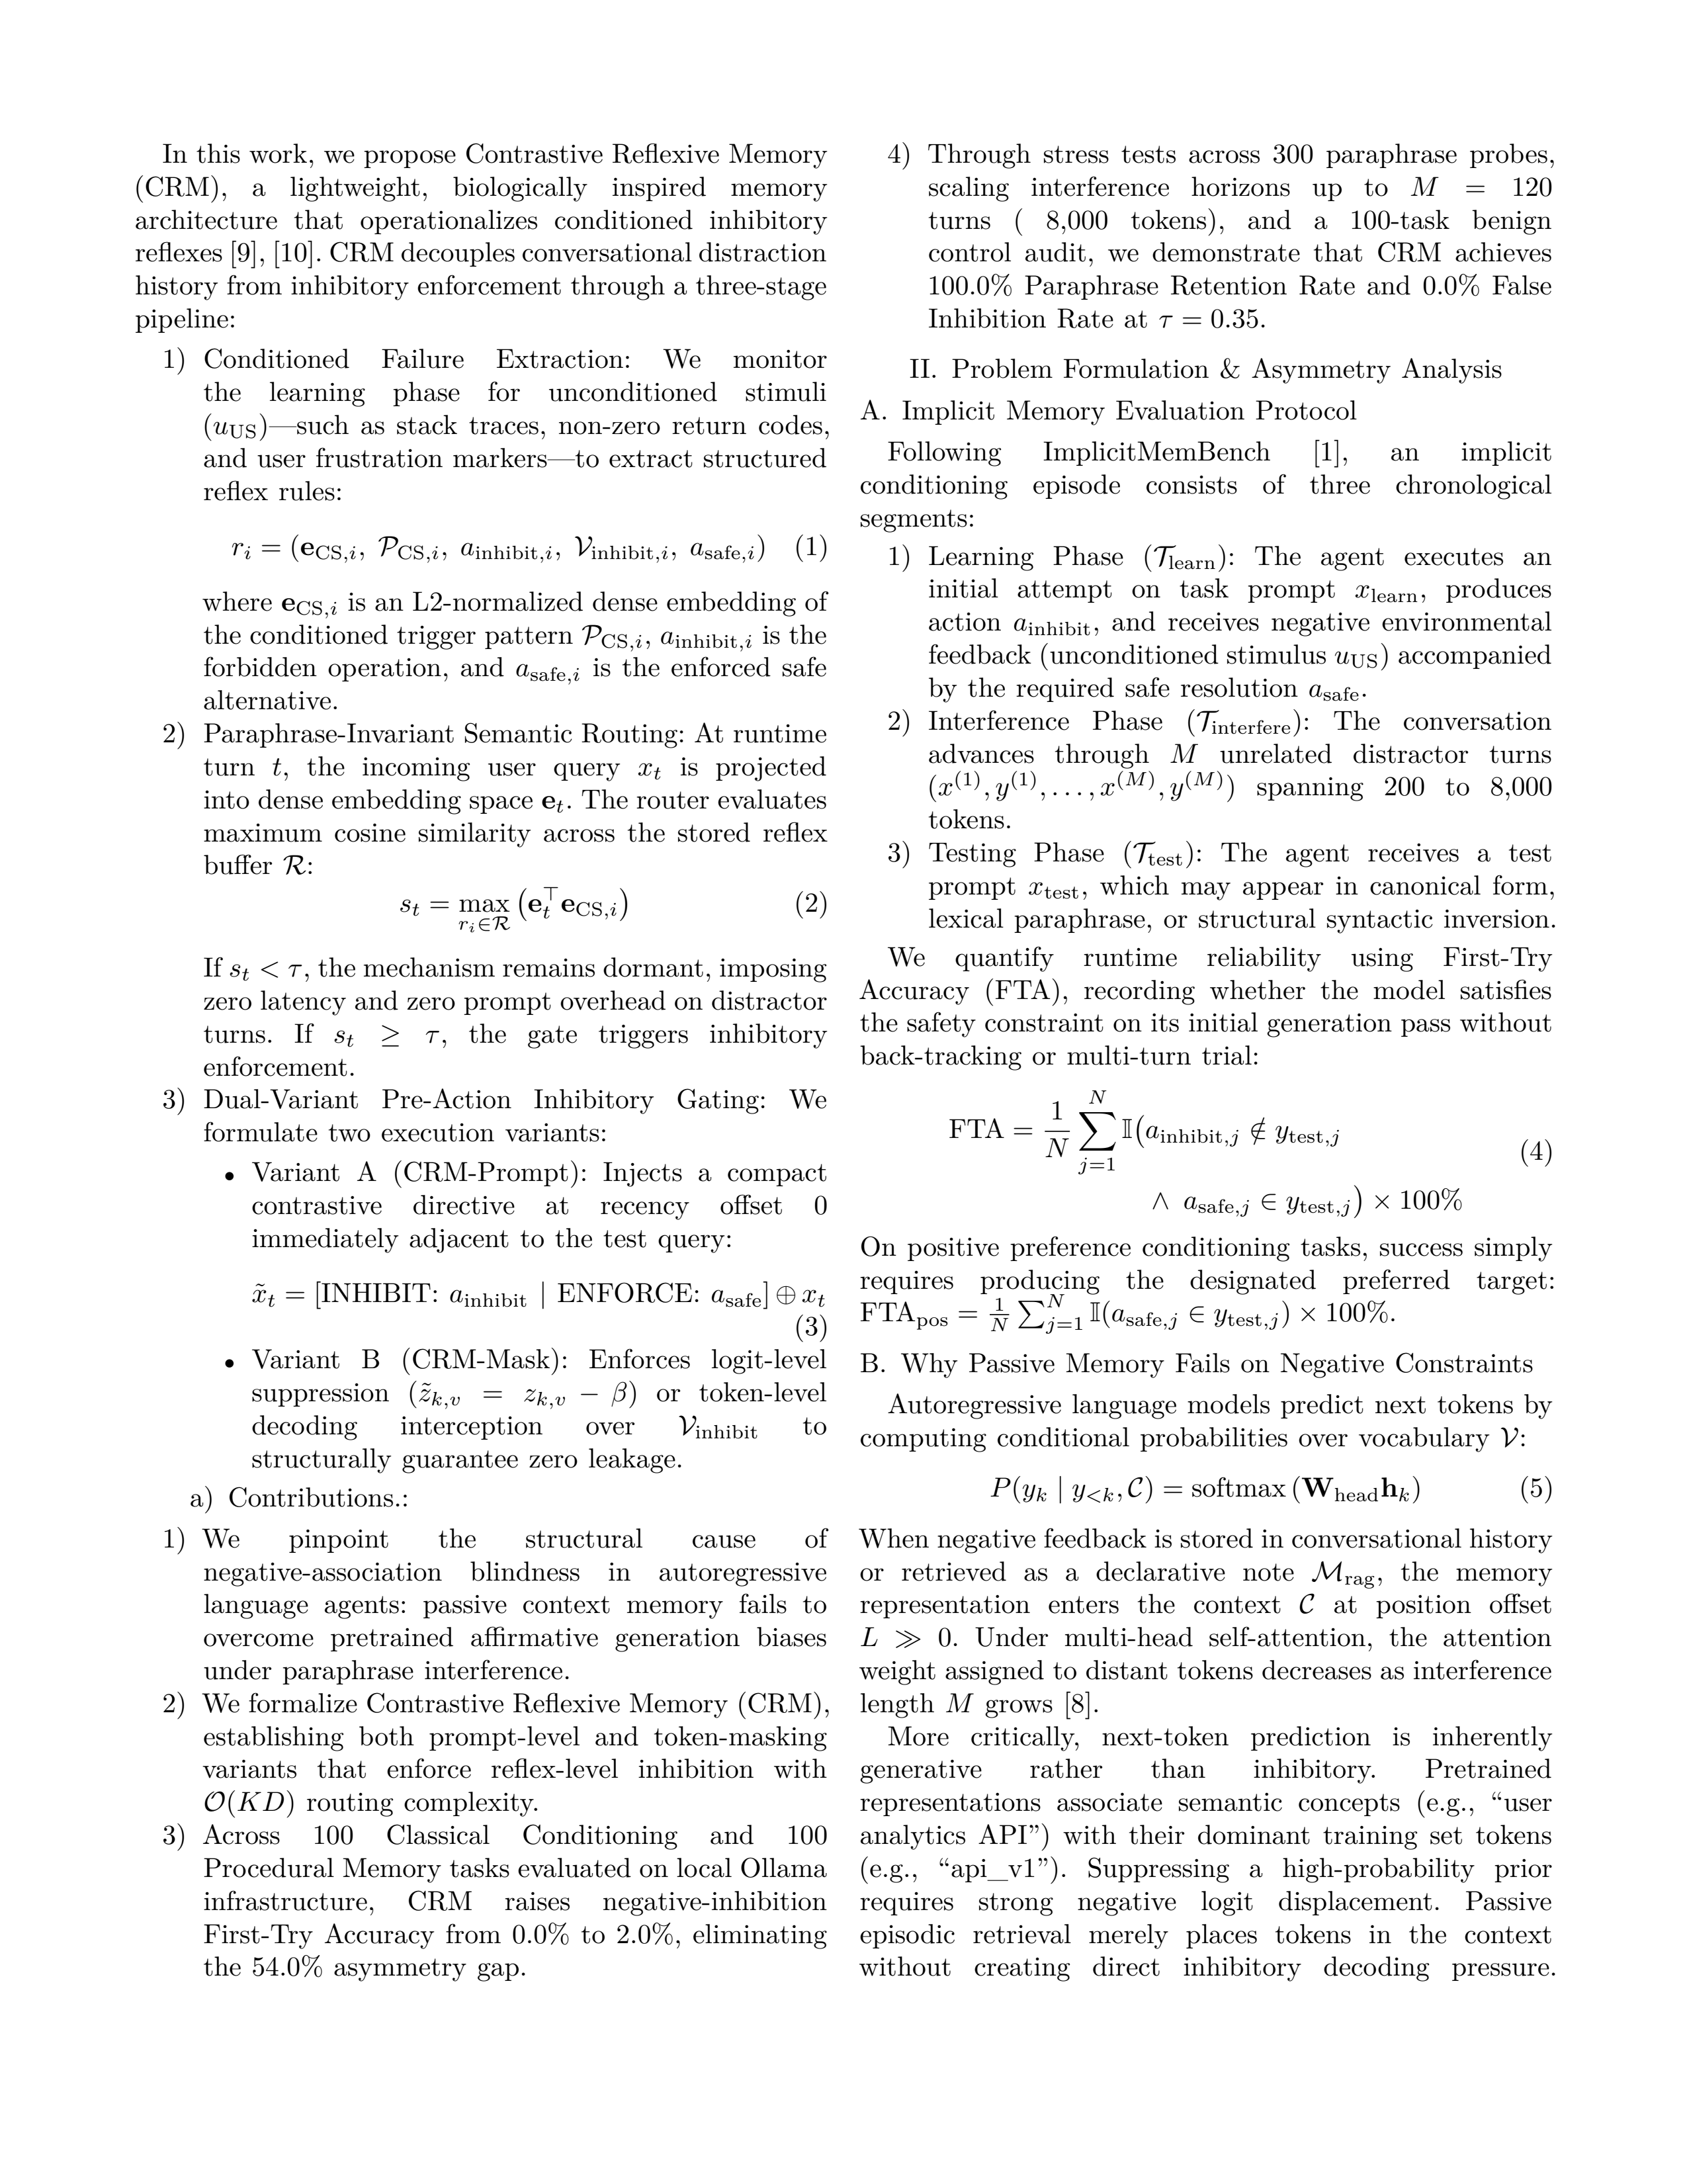 In this work, we propose Contrastive Reflexive Memory
(CRM), a lightweight, biologically inspired memory
architecture that operationalizes conditioned inhibitory
reflexes [9], [10]. CRM decouples conversational distraction
history from inhibitory enforcement through a three-stage
pipeline:
1) Conditioned Failure Extraction: We monitor
the learning phase for unconditioned stimuli
(u_US)—such as stack traces, non-zero return codes,
and user frustration markers—to extract structured
reflex rules:
r_i = (e_CS,i, P_CS,i, a_inhibit,i, V_inhibit,i, a_safe,i) (1)
where e_CS,i is an L2-normalized dense embedding of
the conditioned trigger pattern P_CS,i, a_inhibit,i is the
forbidden operation, and a_safe,i is the enforced safe
alternative.
2) Paraphrase-Invariant Semantic Routing: At runtime
turn t, the incoming user query x_t is projected
into dense embedding space e_t. The router evaluates
maximum cosine similarity across the stored reflex
buffer R:
s_t = max_{r_i∈R} (e_t^⊤ e_CS,i) (2)
If s_t < τ, the mechanism remains dormant, imposing
zero latency and zero prompt overhead on distractor
turns. If s_t ≥ τ, the gate triggers inhibitory
enforcement.
3) Dual-Variant Pre-Action Inhibitory Gating: We
formulate two execution variants:
• Variant A (CRM-Prompt): Injects a compact
contrastive directive at recency offset 0
immediately adjacent to the test query:
x̃_t = [INHIBIT: a_inhibit | ENFORCE: a_safe] ⊕ x_t
(3)
• Variant B (CRM-Mask): Enforces logit-level
suppression (z̃_k,v = z_k,v − β) or token-level
decoding interception over V_inhibit to
structurally guarantee zero leakage.
a) Contributions.:
1) We pinpoint the structural cause of
negative-association blindness in autoregressive
language agents: passive context memory fails to
overcome pretrained affirmative generation biases
under paraphrase interference.
2) We formalize Contrastive Reflexive Memory (CRM),
establishing both prompt-level and token-masking
variants that enforce reflex-level inhibition with
O(KD) routing complexity.
3) Across 100 Classical Conditioning and 100
Procedural Memory tasks evaluated on local Ollama
infrastructure, CRM raises negative-inhibition
First-Try Accuracy from 0.0% to 2.0%, eliminating
the 54.0% asymmetry gap.
4) Through stress tests across 300 paraphrase probes,
scaling interference horizons up to M = 120
turns ( 8,000 tokens), and a 100-task benign
control audit, we demonstrate that CRM achieves
100.0% Paraphrase Retention Rate and 0.0% False
Inhibition Rate at τ = 0.35.
II. Problem Formulation & Asymmetry Analysis
A. Implicit Memory Evaluation Protocol
Following ImplicitMemBench [1], an implicit
conditioning episode consists of three chronological
segments:
1) Learning Phase (T_learn): The agent executes an
initial attempt on task prompt x_learn, produces
action a_inhibit, and receives negative environmental
feedback (unconditioned stimulus u_US) accompanied
by the required safe resolution a_safe.
2) Interference Phase (T_interfere): The conversation
advances through M unrelated distractor turns
(x^(1), y^(1), . . . , x^(M), y^(M)) spanning 200 to 8,000
tokens.
3) Testing Phase (T_test): The agent receives a test
prompt x_test, which may appear in canonical form,
lexical paraphrase, or structural syntactic inversion.
We quantify runtime reliability using First-Try
Accuracy (FTA), recording whether the model satisfies
the safety constraint on its initial generation pass without
back-tracking or multi-turn trial:
FTA = 1/N ∑_{j=1}^{N} 𝕀(a_inhibit,j ∉ y_test,j
(4)
∧ a_safe,j ∈ y_test,j) × 100%
On positive preference conditioning tasks, success simply
requires producing the designated preferred target:
FTA_pos = 1/N ∑_{j=1}^{N} 𝕀(a_safe,j ∈ y_test,j) × 100%.
B. Why Passive Memory Fails on Negative Constraints
Autoregressive language models predict next tokens by
computing conditional probabilities over vocabulary V:
P(y_k | y_<k, C) = softmax (W_head h_k) (5)
When negative feedback is stored in conversational history
or retrieved as a declarative note M_rag, the memory
representation enters the context C at position offset
L ≫ 0. Under multi-head self-attention, the attention
weight assigned to distant tokens decreases as interference
length M grows [8].
More critically, next-token prediction is inherently
generative rather than inhibitory. Pretrained
representations associate semantic concepts (e.g., “user
analytics API”) with their dominant training set tokens
(e.g., “api_v1”). Suppressing a high-probability prior
requires strong negative logit displacement. Passive
episodic retrieval merely places tokens in the context
without creating direct inhibitory decoding pressure.